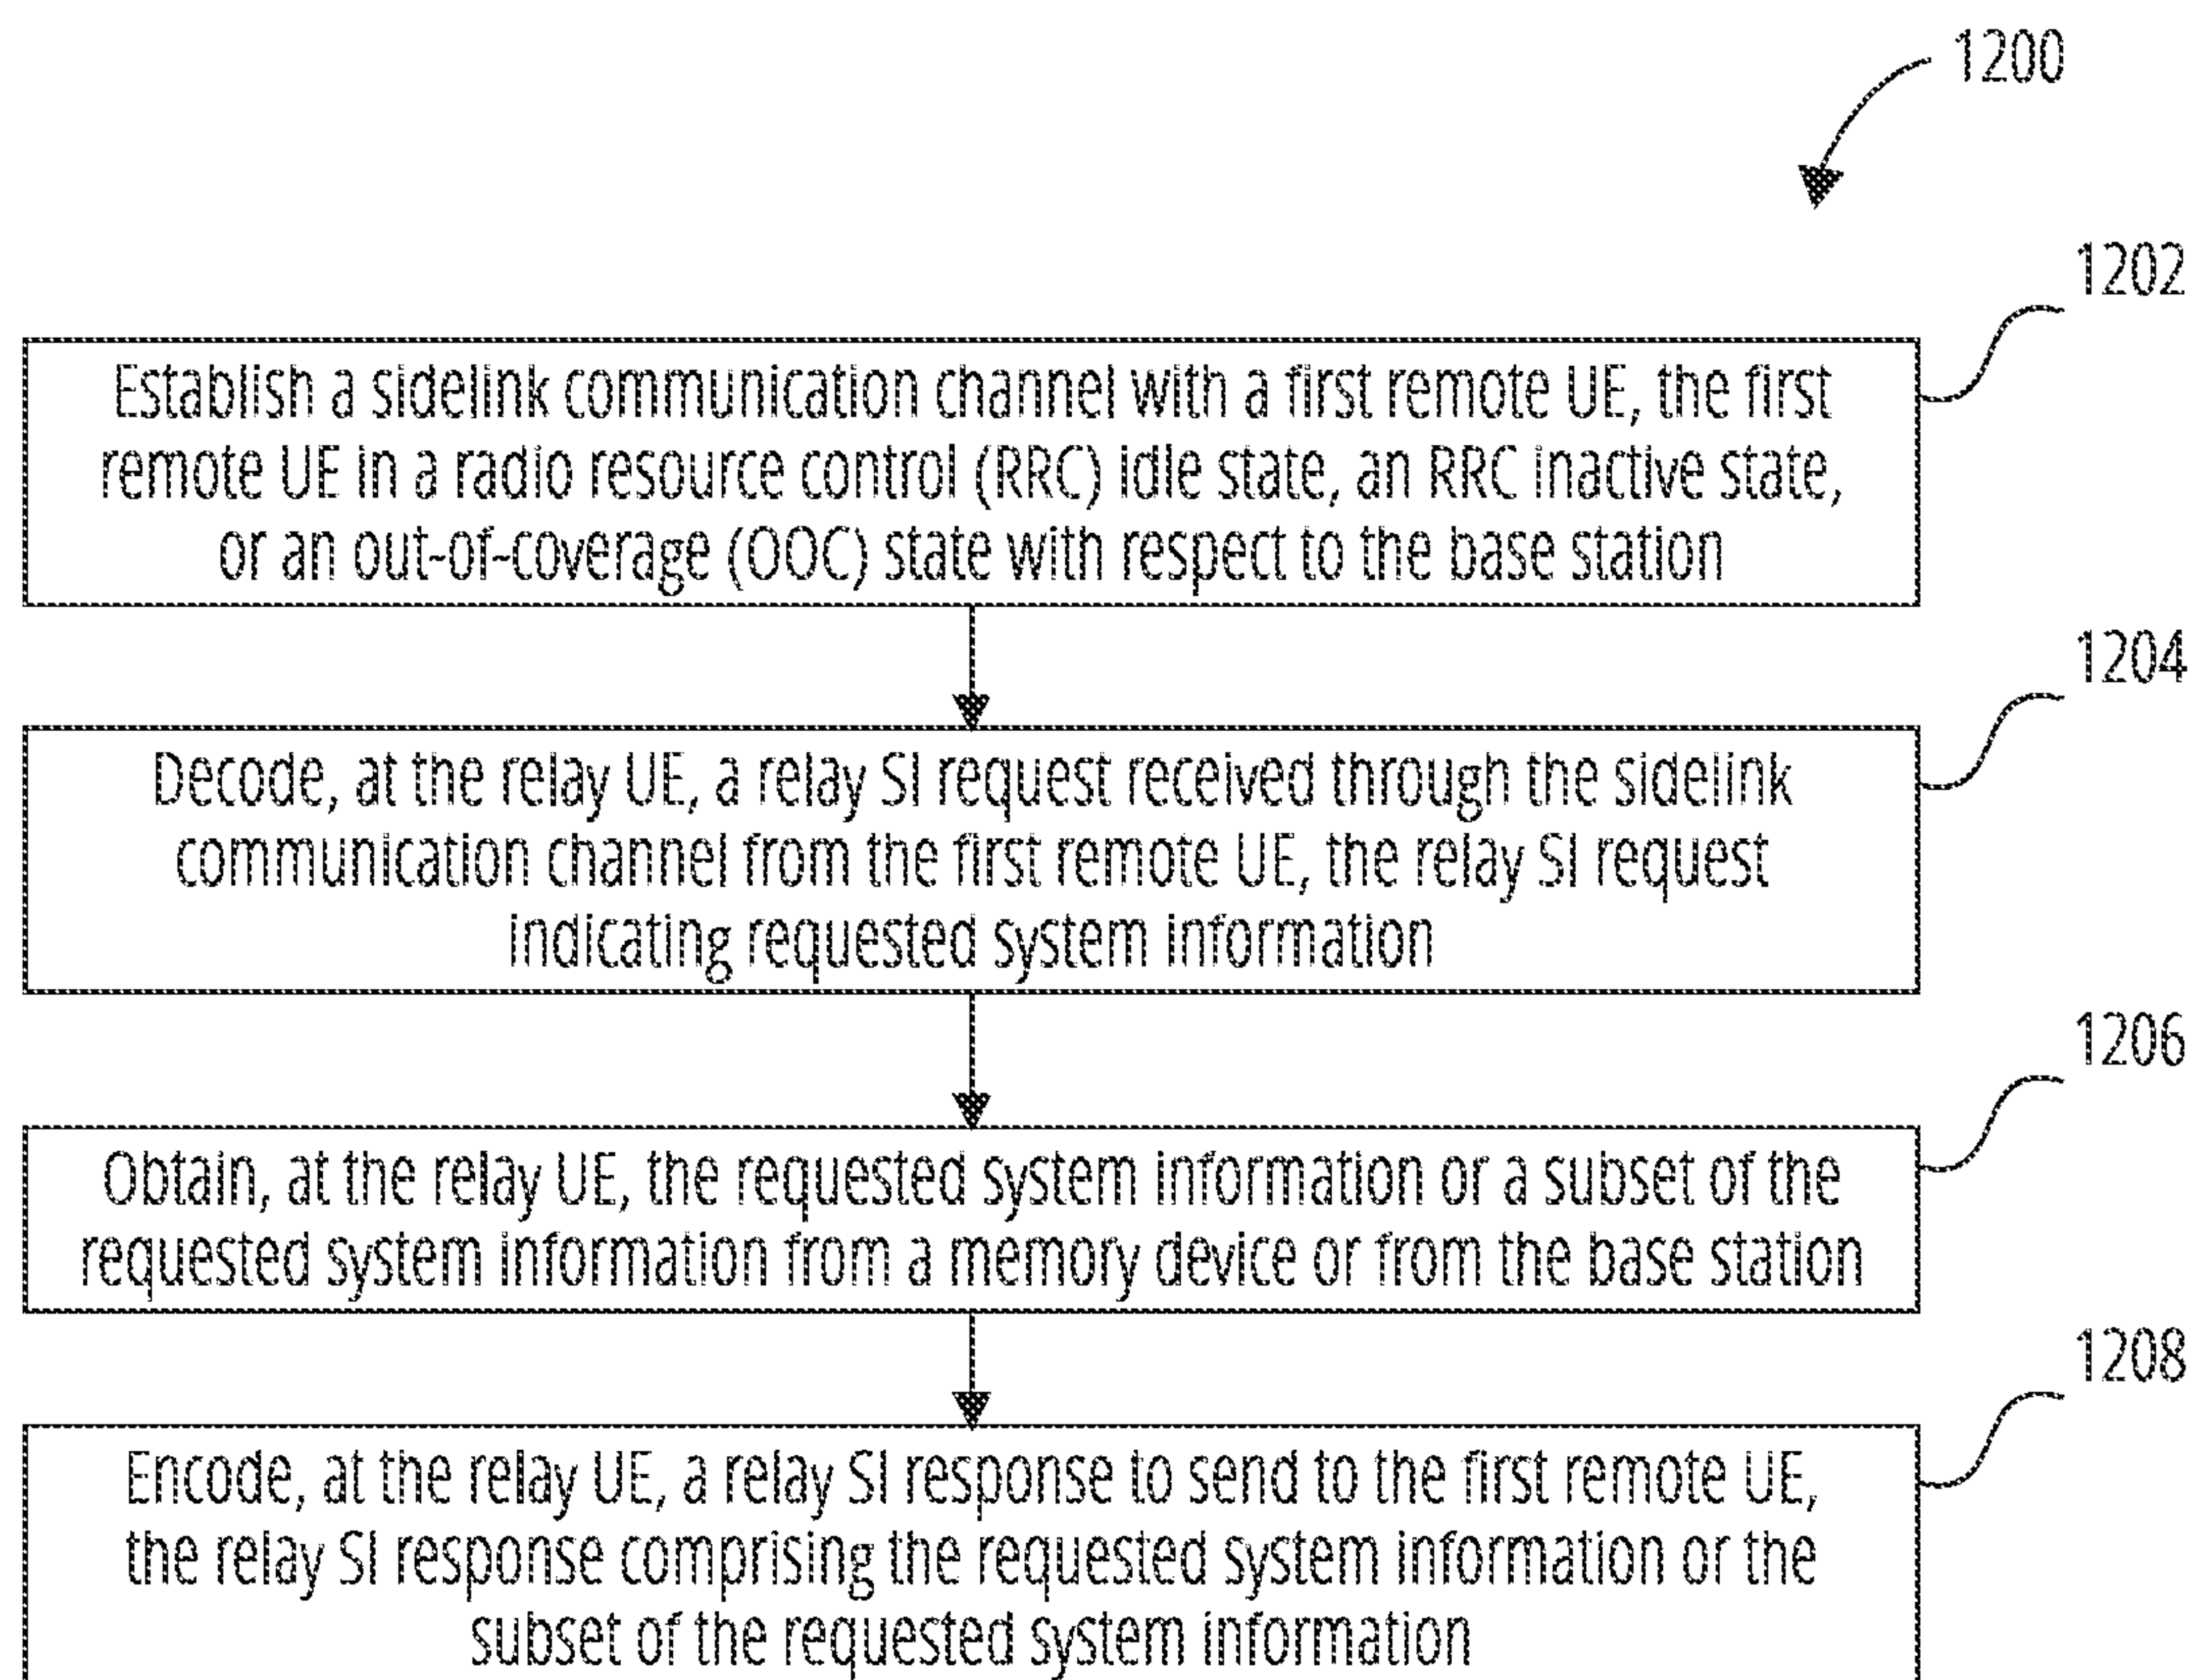 1200
1202
Establish a sidelink communication channel with a first remote UE, the first
remote UE in a radio resource control (RRC) idle state, an RRC inactive state,
or an out-of-coverage (OOC) state with respect to the base station
1204
Decode, at the relay UE, a relay SI request received through the sidelink
communication channel from the first remote UE, the relay SI request
indicating requested system information
1206
Obtain, at the relay UE, the requested system information or a subset of the
requested system information from a memory device or from the base station
1208
Encode, at the relay UE, a relay SI response to send to the first remote UE,
the relay SI response comprising the requested system information or the
subset of the requested system information